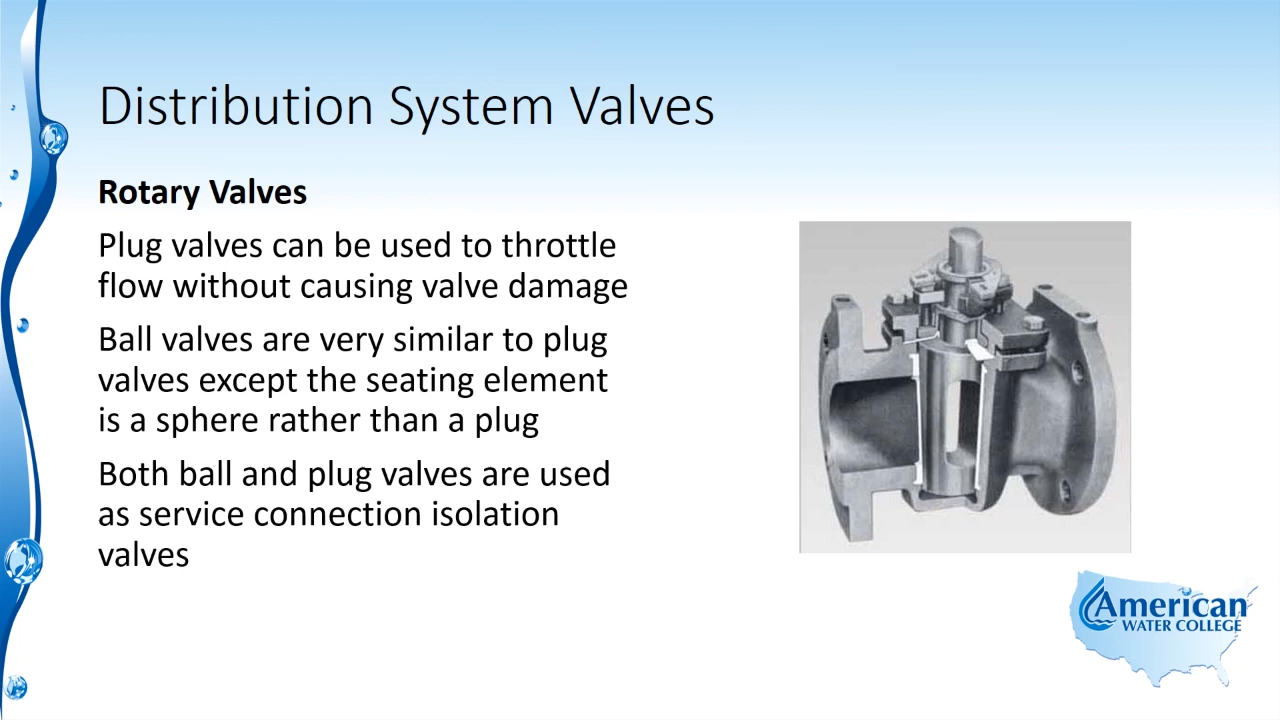 Distribution System Valves
Rotary Valves
Plug valves can be used to throttle
flow without causing valve damage
Ball valves are very similar to plug
valves except the seating element
is a sphere rather than a plug
Both ball and plug valves are used
as service connection isolation
valves
American
WATER COLLEGE